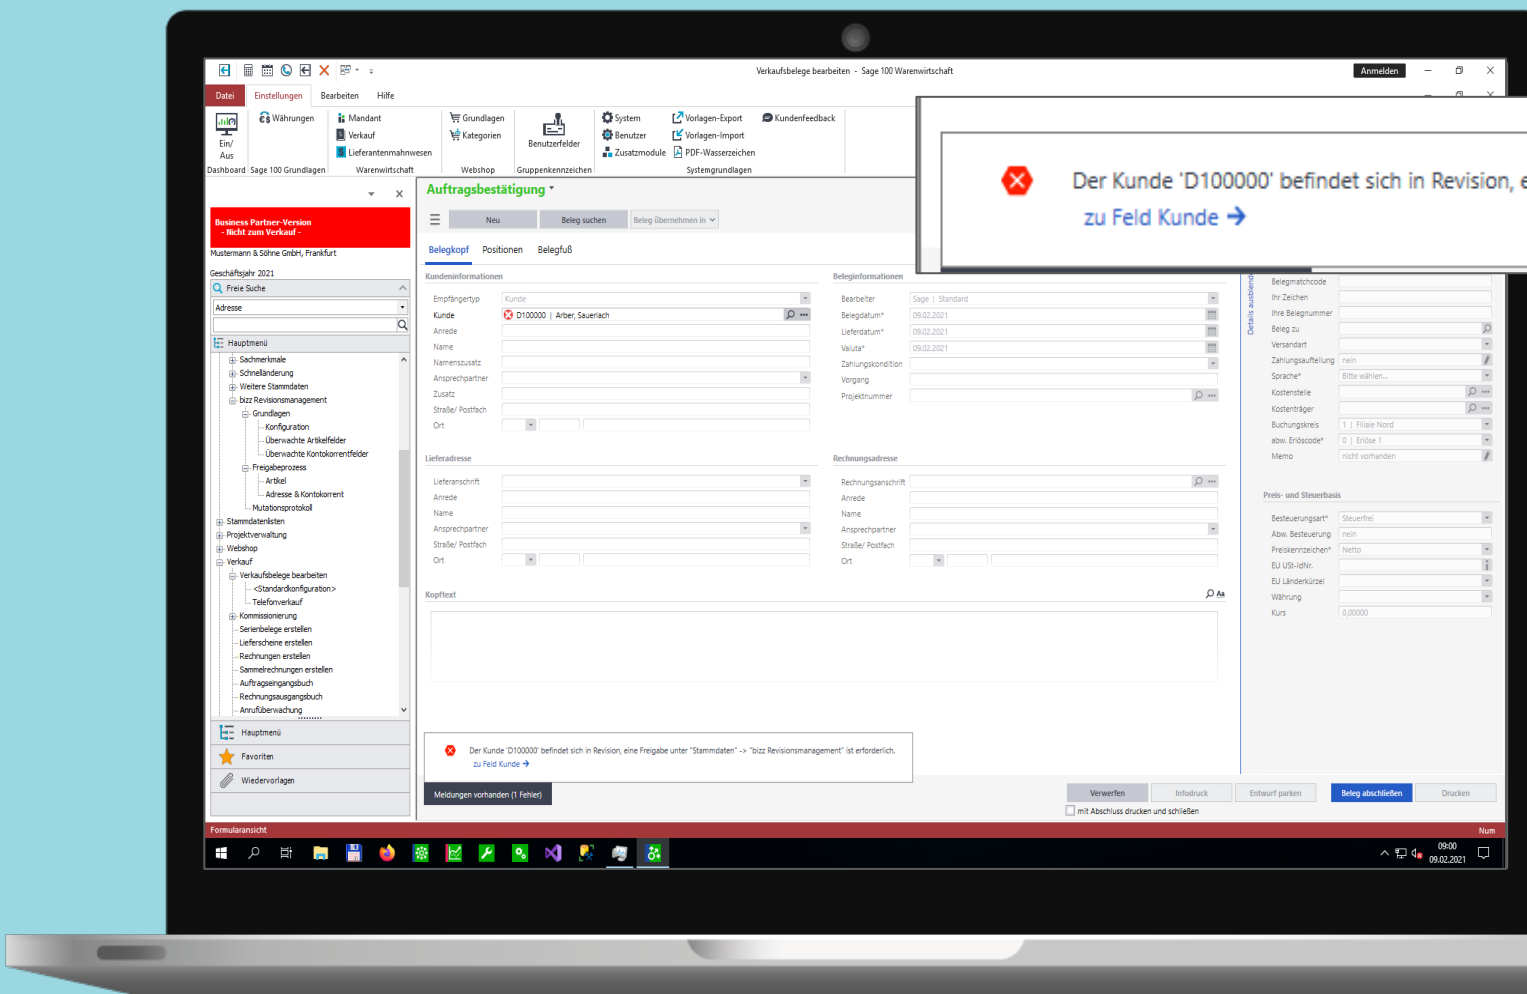 Verkaufsbelege bearbeiten - Sage 100 Warenwirtschaft
Anmelden
Datei Einstellungen Bearbeiten Hilfe
Ein/
Aus
Währungen
Mandant
Verkauf
Lieferantenmahnwesen
Grundlagen
Kategorien
Benutzerfelder
System
Benutzer
Zusatzmodule
Vorlagen-Export
Vorlagen-Import
PDF-Wasserzeichen
Kundenfeedback
Dashboard Sage 100 Grundlagen Warenwirtschaft Webshop Gruppenkennzeichen Systemgrundlagen
Der Kunde 'D100000' befindet sich in Revision,
zu Feld Kunde
Business Partner-Version
- Nicht zum Verkauf -
Mustermann & Söhne GmbH, Frankfurt
Geschäftsjahr 2021
Freie Suche
Adresse
Hauptmenü
Sachmerkmale
Schnelländerung
Weitere Stammdaten
bizz Revisionsmanagement
Grundlagen
Konfiguration
Überwachte Artikelfelder
Überwachte Kontokorrentfelder
Freigabeprozess
Artikel
Adresse & Kontokorrent
Mutationsprotokoll
Stammdatenlisten
Projektverwaltung
Webshop
Verkauf
Verkaufsbelege bearbeiten
<Standardkonfiguration>
Telefonverkauf
Kommissionierung
Serienbelege erstellen
Lieferscheine erstellen
Rechnungen erstellen
Sammelrechnungen erstellen
Auftragseingangsbuch
Rechnungsausgangsbuch
Anrufüberwachung
Hauptmenü
Favoriten
Wiedervorlagen
Auftragsbestätigung
Neu Beleg suchen Beleg übernehmen in
Belegkopf Positionen Belegfuß
Kundeninformationen
Empfängertyp Kunde
Kunde D100000 | Arber, Sauerlach
Anrede
Name
Namenszusatz
Ansprechpartner
Zusatz
Straße/ Postfach
Ort
Beleginformationen
Bearbeiter Sage | Standard
Belegdatum* 09.02.2021
Lieferdatum* 09.02.2021
Valuta* 09.02.2021
Zahlungskondition
Vorgang
Projektnummer
Lieferadresse
Lieferanschrift
Anrede
Name
Ansprechpartner
Straße/ Postfach
Ort
Rechnungsadresse
Rechnungsanschrift
Anrede
Name
Ansprechpartner
Straße/ Postfach
Ort
Kopftext
Aa
Details ausblenden
Belegmatchcode
Ihr Zeichen
Ihre Belegnummer
Beleg zu
Versandart
Zahlungsaufteilung nein
Sprache* Bitte wählen...
Kostenstelle
Kostenträger
Buchungskreis 1 | Filiale Nord
abw. Erlöscode* 0 | Erlöse 1
Memo nicht vorhanden
Preis- und Steuerbasis
Besteuerungsart* Steuerfrei
Abw. Besteuerung nein
Preiskennzeichen* Netto
EU USt-IdNr.
EU Länderkürzel
Währung
Kurs 0,00000
Der Kunde 'D100000' befindet sich in Revision, eine Freigabe unter "Stammdaten" -> "bizz Revisionsmanagement" ist erforderlich.
zu Feld Kunde
Meldungen vorhanden (1 Fehler)
Verwerfen Infodruck Entwurf parken Beleg abschließen Drucken
mit Abschluss drucken und schließen
Formularansicht Num
09:00
09.02.2021